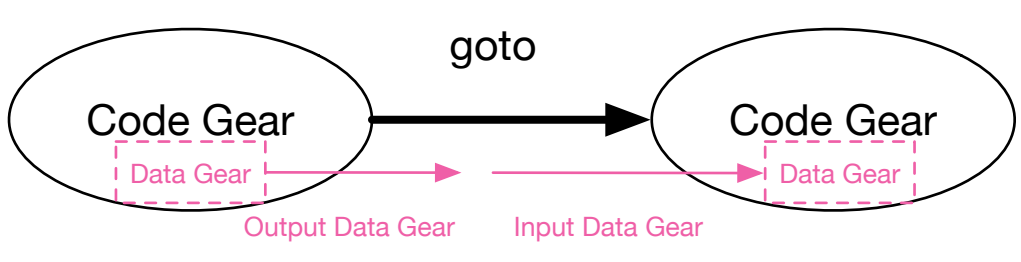 goto
Code Gear
Code Gear
Data Gear
Data Gear
Output Data Gear
Input Data Gear